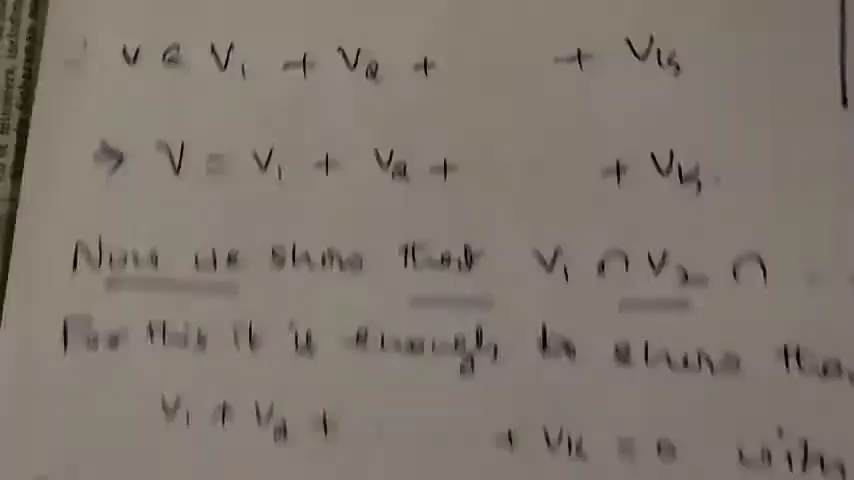 v ∈ V₁ + V₂ + + Vₖ
⇒ V = V₁ + V₂ + + Vₖ.
Now we show that V₁ ∩ V₂ ∩ . .
For this it is enough to show tha
v₁ + v₂ + + vₖ = 0 with